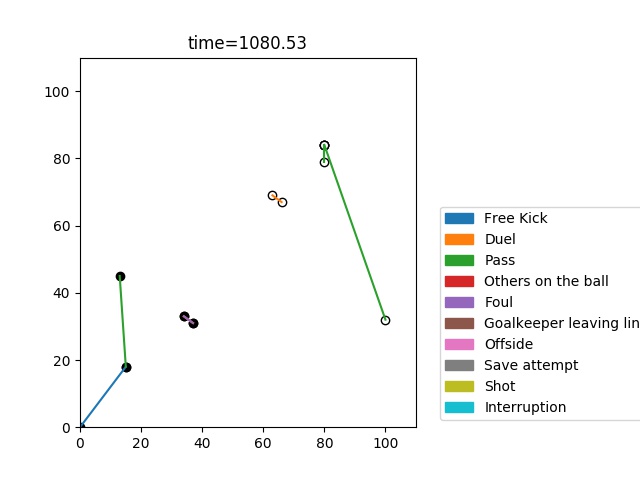 time=1080.53
100
80
60
40
20
0
0 20 40 60 80 100
Free Kick
Duel
Pass
Others on the ball
Foul
Goalkeeper leaving lin
Offside
Save attempt
Shot
Interruption